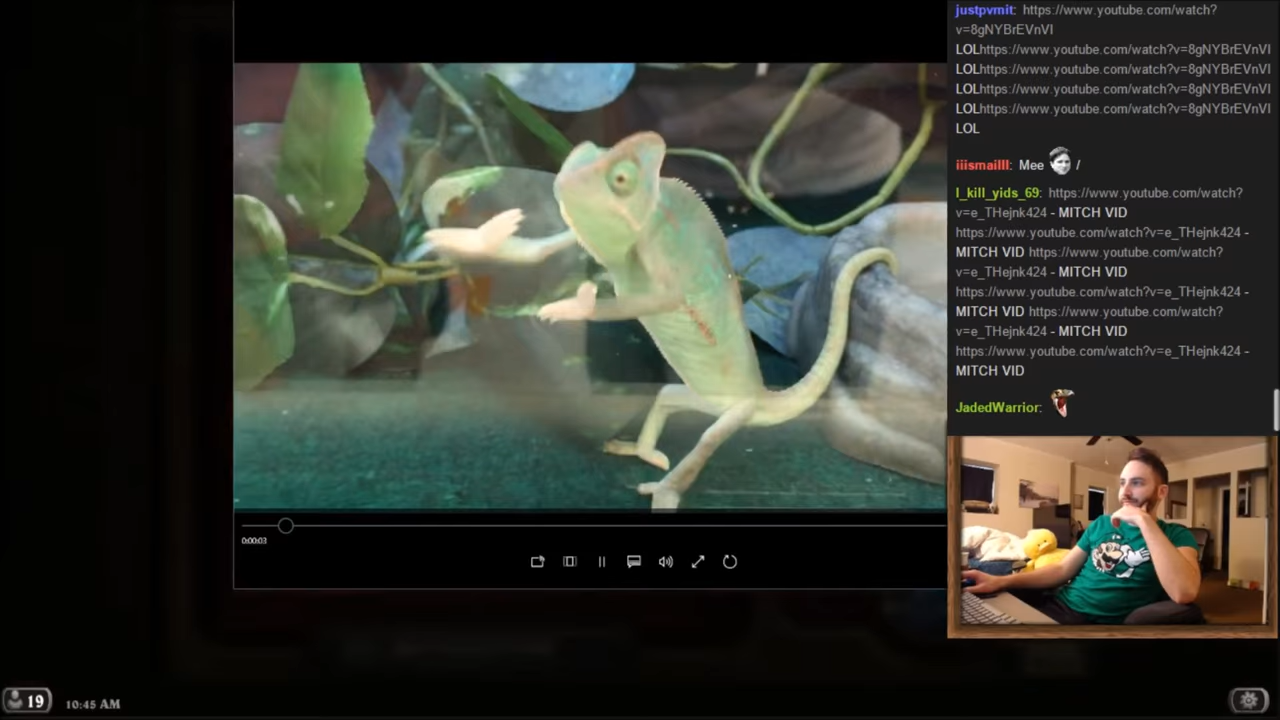 justpvmit: https://www.youtube.com/watch?
v=8gNYBrEVnVI
LOLhttps://www.youtube.com/watch?v=8gNYBrEVnVI
LOLhttps://www.youtube.com/watch?v=8gNYBrEVnVI
LOLhttps://www.youtube.com/watch?v=8gNYBrEVnVI
LOLhttps://www.youtube.com/watch?v=8gNYBrEVnVI
LOL
iiismailll: Mee /
I_kill_yids_69: https://www.youtube.com/watch?
v=e_THejnk424 - MITCH VID
https://www.youtube.com/watch?v=e_THejnk424 -
MITCH VID https://www.youtube.com/watch?
v=e_THejnk424 - MITCH VID
https://www.youtube.com/watch?v=e_THejnk424 -
MITCH VID https://www.youtube.com/watch?
v=e_THejnk424 - MITCH VID
https://www.youtube.com/watch?v=e_THejnk424 -
MITCH VID
JadedWarrior:
0:00:03
19
10:45 AM